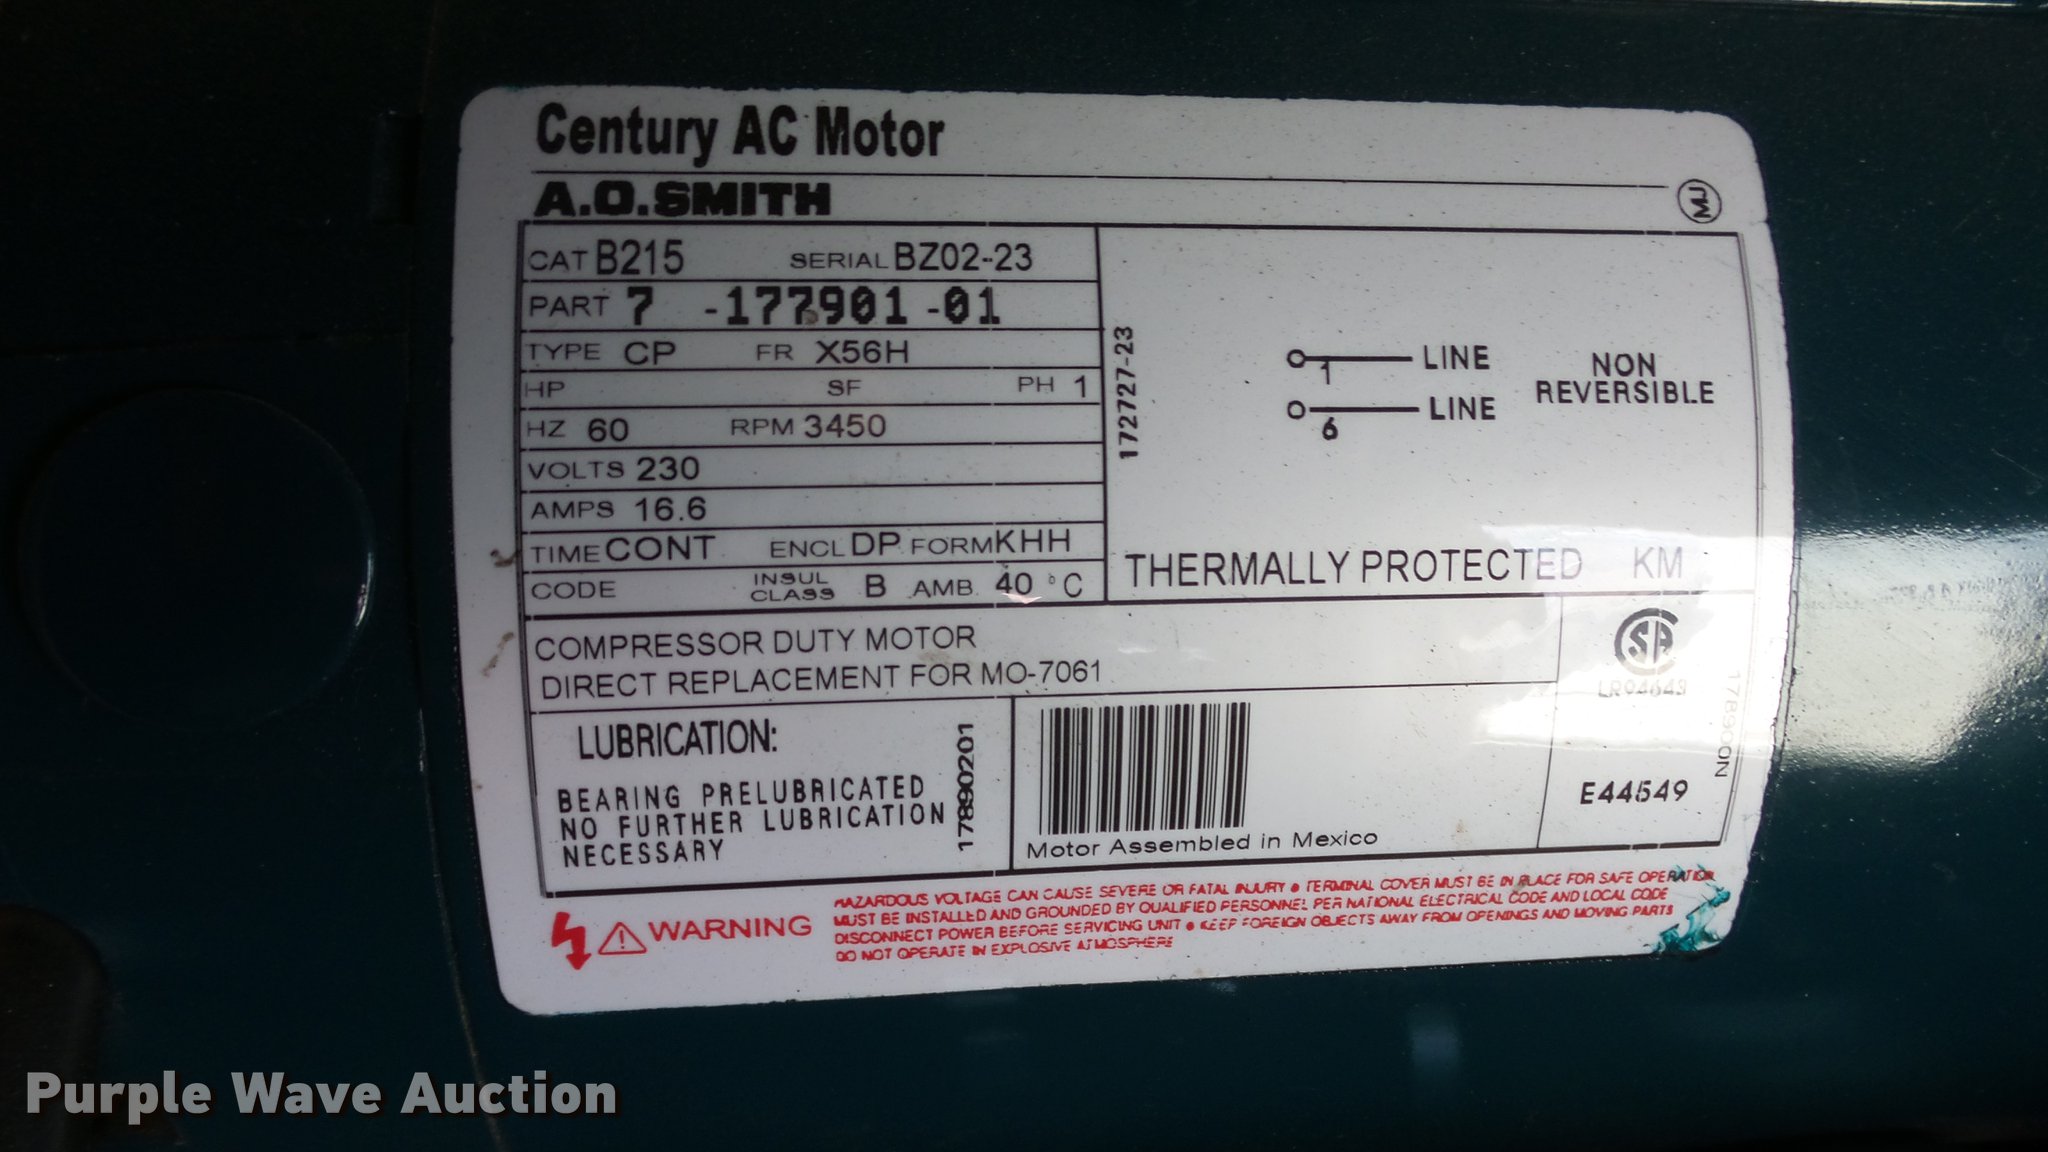 Century AC Motor
A.O.SMITH
MJ
CAT B215 SERIAL BZ02-23
PART 7 -177901 -01
TYPE CP FR X56H
HP SF PH 1
HZ 60 RPM 3450
VOLTS 230
AMPS 16.6
TIME CONT ENCL DP FORM KHH
CODE INSUL CLASS B AMB. 40 °C
172727-23
1 LINE
6 LINE
NON
REVERSIBLE
THERMALLY PROTECTED KM
COMPRESSOR DUTY MOTOR
DIRECT REPLACEMENT FOR MO-7061
LR94643
LUBRICATION:
BEARING PRELUBRICATED
NO FURTHER LUBRICATION
NECESSARY
17890201
Motor Assembled in Mexico
E44549
WARNING
HAZARDOUS VOLTAGE CAN CAUSE SEVERE OR FATAL INJURY ● TERMINAL COVER MUST BE IN PLACE FOR SAFE OPERATION
MUST BE INSTALLED AND GROUNDED BY QUALIFIED PERSONNEL PER NATIONAL ELECTRICAL CODE AND LOCAL CODE
DISCONNECT POWER BEFORE SERVICING UNIT ● KEEP FOREIGN OBJECTS AWAY FROM OPENINGS AND MOVING PARTS
DO NOT OPERATE IN EXPLOSIVE ATMOSPHERE
Purple Wave Auction